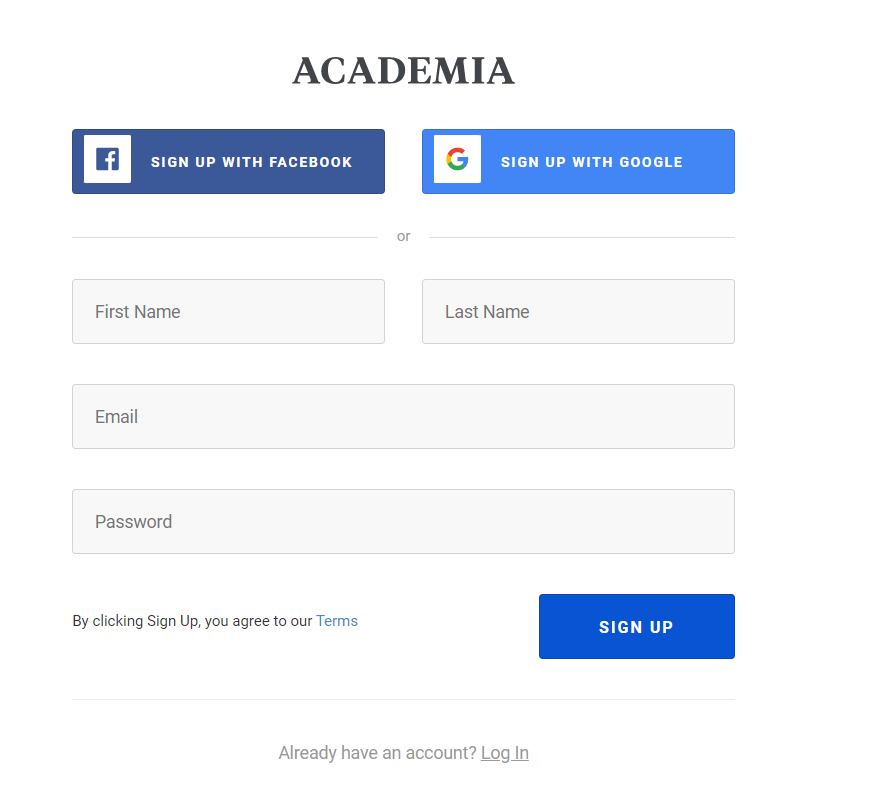 ACADEMIA
SIGN UP WITH FACEBOOK
SIGN UP WITH GOOGLE
or
First Name
Last Name
Email
Password
By clicking Sign Up, you agree to our Terms
SIGN UP
Already have an account? Log In